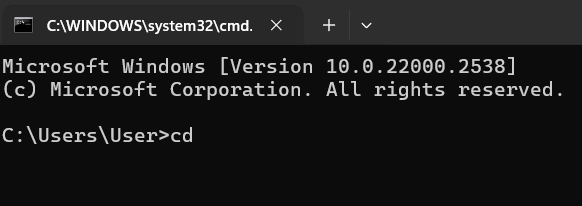 C:\WINDOWS\system32\cmd.
Microsoft Windows [Version 10.0.22000.2538]
(c) Microsoft Corporation. All rights reserved.
C:\Users\User>cd